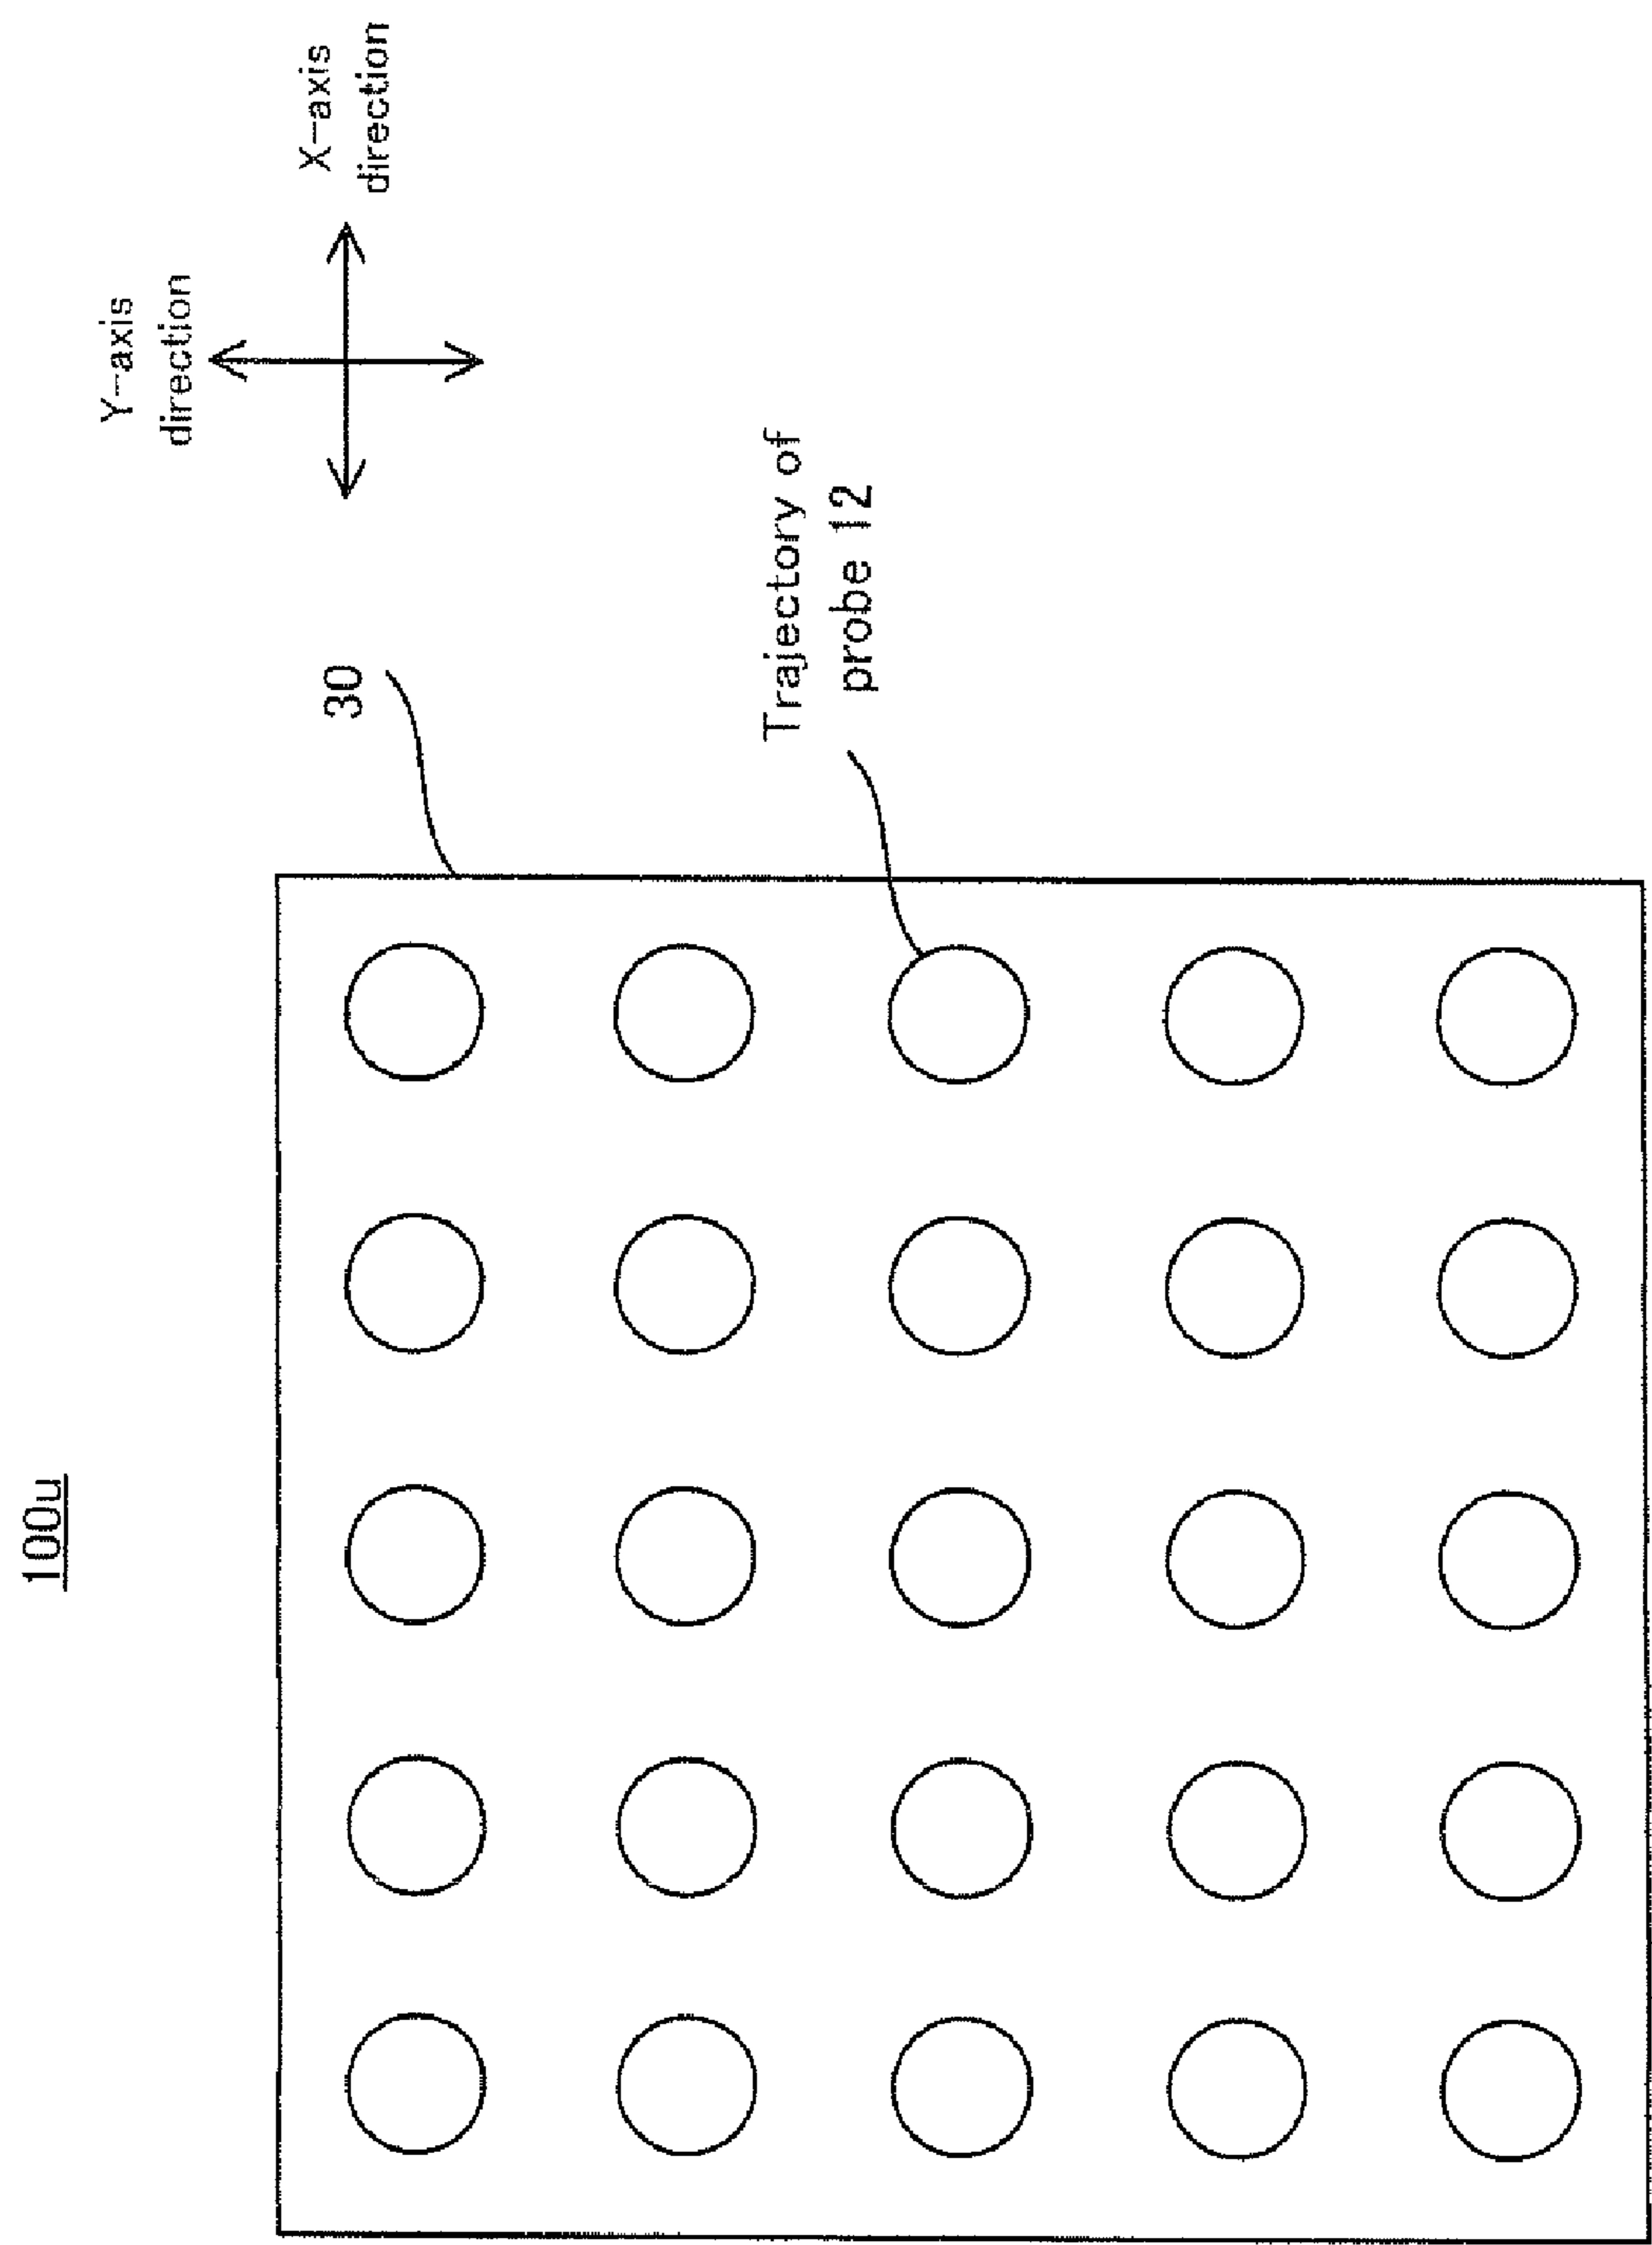 100u
Y-axis
direction
X-axis
direction
30
Trajectory of
probe 12